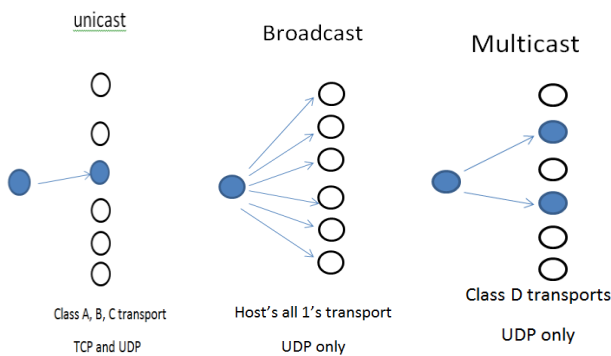 unicast
Broadcast
Multicast
Class A, B, C transport
TCP and UDP
Host's all 1's transport
UDP only
Class D transports
UDP only